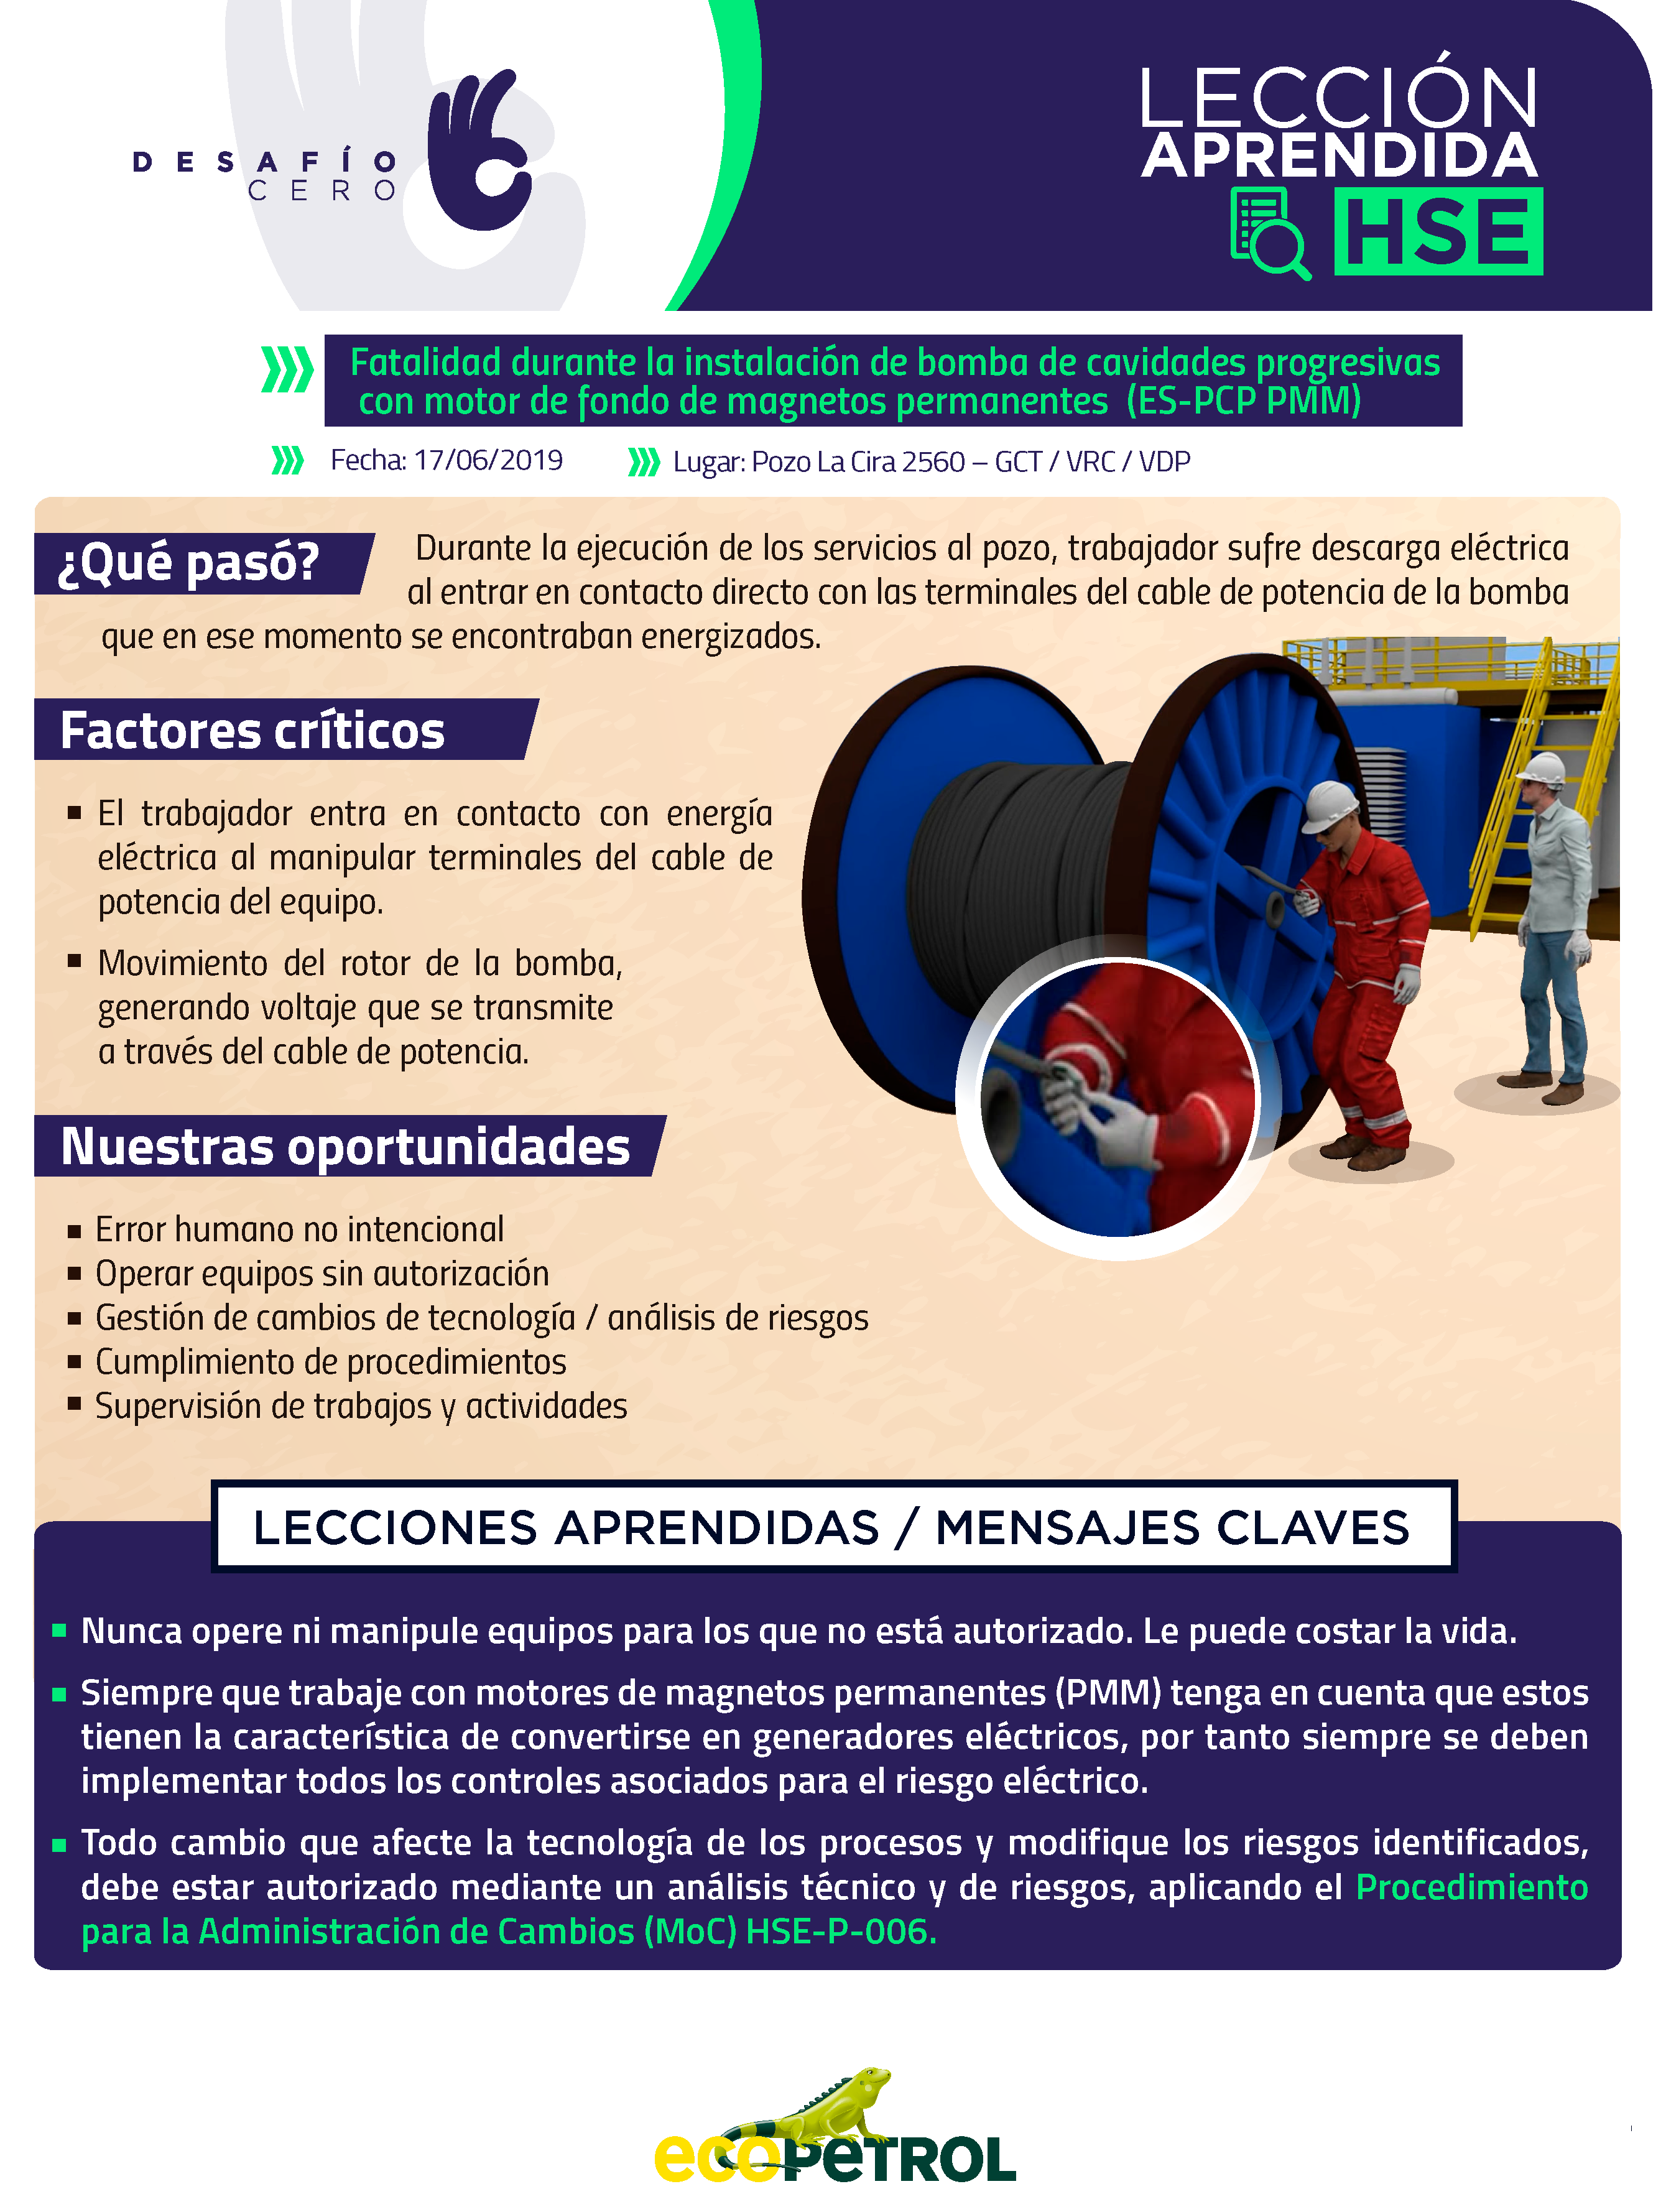 DESAFÍO
CERO
LECCIÓN
APRENDIDA
HSE
Fatalidad durante la instalación de bomba de cavidades progresivas
con motor de fondo de magnetos permanentes (ES-PCP PMM)
Fecha: 17/06/2019
Lugar: Pozo La Cira 2560 – GCT / VRC / VDP
¿Qué pasó?
Durante la ejecución de los servicios al pozo, trabajador sufre descarga eléctrica
al entrar en contacto directo con las terminales del cable de potencia de la bomba
que en ese momento se encontraban energizados.
Factores críticos
▪ El trabajador entra en contacto con energía
eléctrica al manipular terminales del cable de
potencia del equipo.
▪ Movimiento del rotor de la bomba,
generando voltaje que se transmite
a través del cable de potencia.
Nuestras oportunidades
▪ Error humano no intencional
▪ Operar equipos sin autorización
▪ Gestión de cambios de tecnología / análisis de riesgos
▪ Cumplimiento de procedimientos
▪ Supervisión de trabajos y actividades
LECCIONES APRENDIDAS / MENSAJES CLAVES
▪ Nunca opere ni manipule equipos para los que no está autorizado. Le puede costar la vida.
▪ Siempre que trabaje con motores de magnetos permanentes (PMM) tenga en cuenta que estos
tienen la característica de convertirse en generadores eléctricos, por tanto siempre se deben
implementar todos los controles asociados para el riesgo eléctrico.
▪ Todo cambio que afecte la tecnología de los procesos y modifique los riesgos identificados,
debe estar autorizado mediante un análisis técnico y de riesgos, aplicando el Procedimiento
para la Administración de Cambios (MoC) HSE-P-006.
ecopeTROL